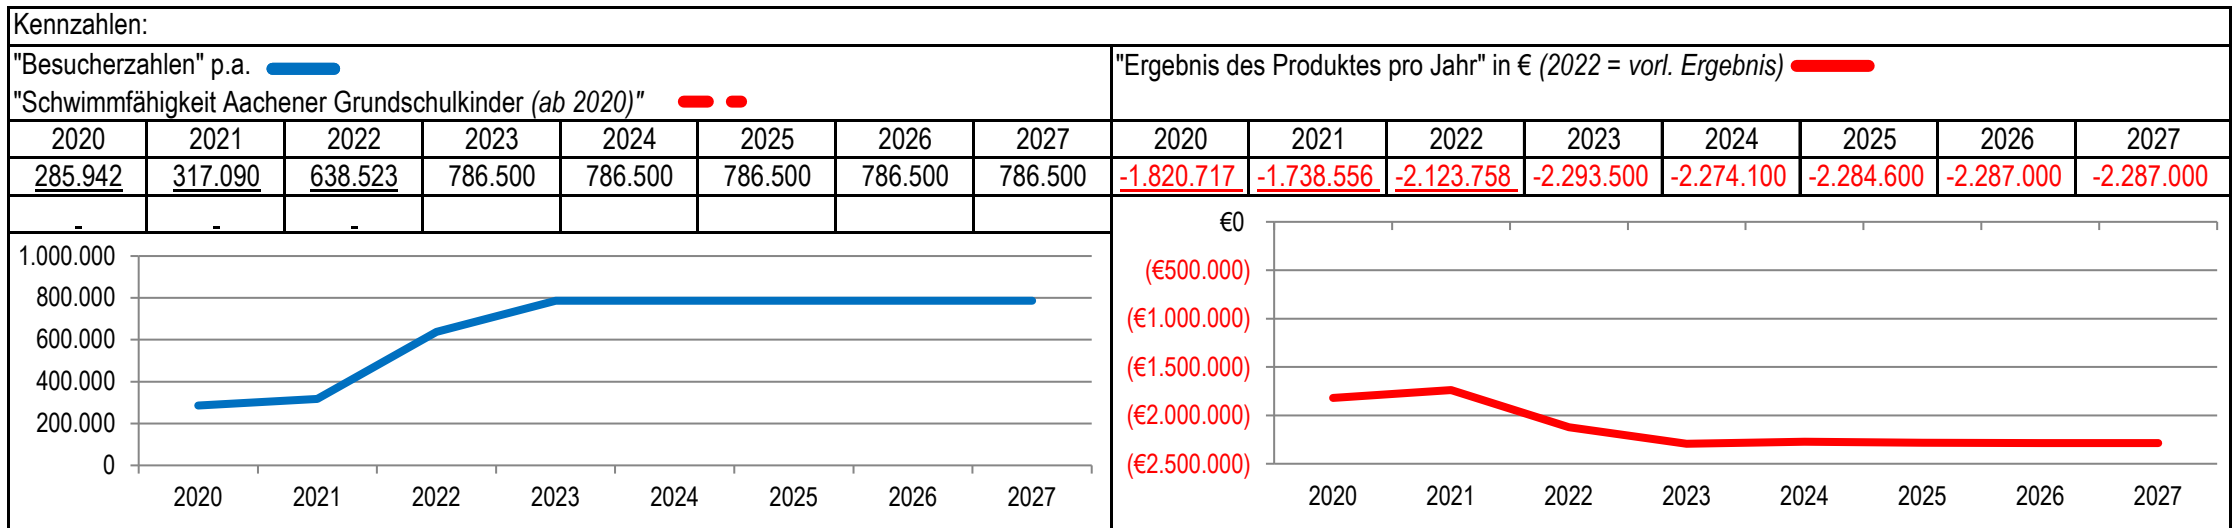 Kennzahlen:
"Besucherzahlen" p.a.
"Schwimmfähigkeit Aachener Grundschulkinder (ab 2020)"
2020 2021 2022 2023 2024 2025 2026 2027
285.942 317.090 638.523 786.500 786.500 786.500 786.500 786.500
- - -
1.000.000
800.000
600.000
400.000
200.000
0
2020 2021 2022 2023 2024 2025 2026 2027
"Ergebnis des Produktes pro Jahr" in € (2022 = vorl. Ergebnis)
2020 2021 2022 2023 2024 2025 2026 2027
-1.820.717 -1.738.556 -2.123.758 -2.293.500 -2.274.100 -2.284.600 -2.287.000 -2.287.000
€0
(€500.000)
(€1.000.000)
(€1.500.000)
(€2.000.000)
(€2.500.000)
2020 2021 2022 2023 2024 2025 2026 2027